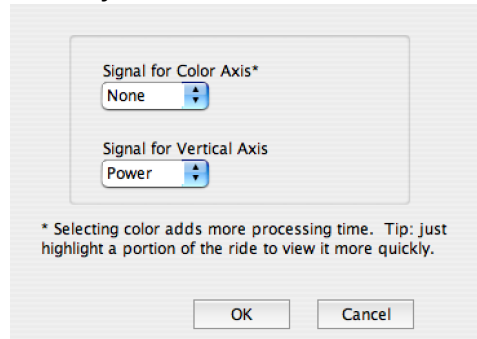 Signal for Color Axis*
None
Signal for Vertical Axis
Power
* Selecting color adds more processing time.  Tip: just
highlight a portion of the ride to view it more quickly.
OK Cancel